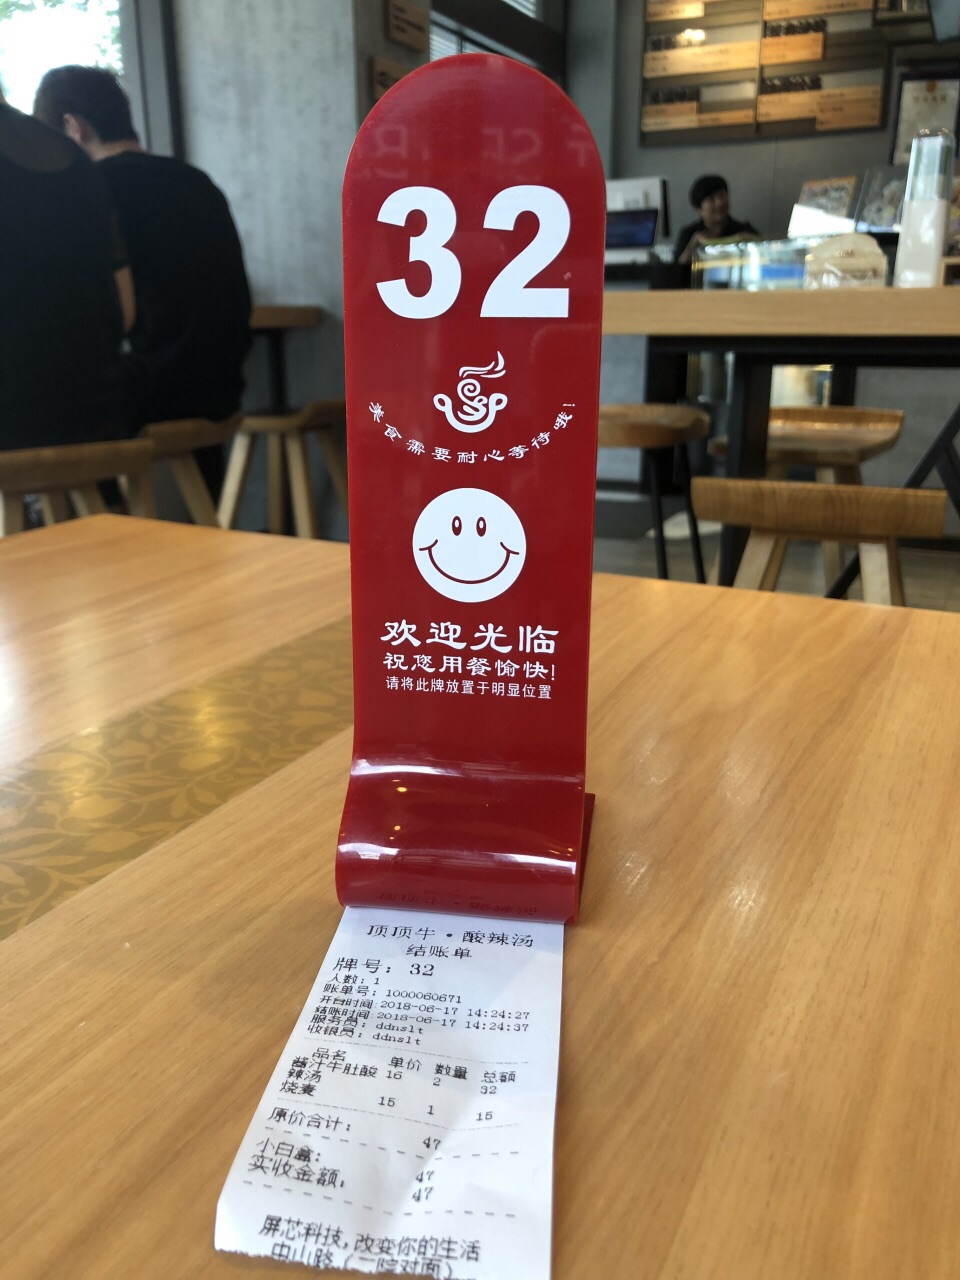 32
美食需要耐心等待哦!
欢迎光临
祝您用餐愉快!
请将此牌放置于明显位置
顶顶牛·酸辣汤
结账单
牌号: 32
人数: 1
账单号: 1000060671
开台时间: 2018-06-17 14:24:27
结账时间: 2018-06-17 14:24:37
服务员: ddnslt
收银员: ddnslt
品名 单价 数量 总额
酱汁牛肚酸辣汤 16 2 32
烧麦 15 1 15
原价合计: 47
小白盒: 47
实收金额: 47
屏芯科技,改变你的生活
中山路(二院对面)